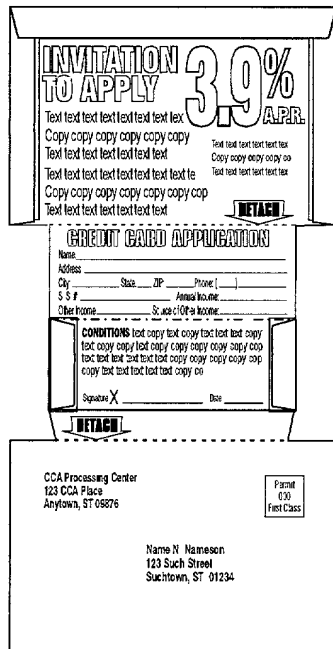 INVITATION
TO APPLY
3.9%
A.P.R.
Text text text text text text tex
Copy copy copy copy copy
Text text text text text text
Text text text text text text te
Copy copy copy copy copy cop
Text text text text text text
Text text text text text tex
Copy copy copy copy co
Text text text text text tex
DETACH
CREDIT CARD APPLICATION
Name
Address
City State ZIP Phone: ( )
S S # Annual Income:
Other Income Source of Other Income:
CONDITIONS text copy text copy text text text copy
text copy copy text copy copy copy copy copy cop
text text text text text text copy copy copy copy cop
copy text text text text copy co
Signature X Date
DETACH
CCA Processing Center
123 CCA Place
Anytown, ST 09876
Permit
000
First Class
Name N Nameson
123 Such Street
Suchtown, ST 01234